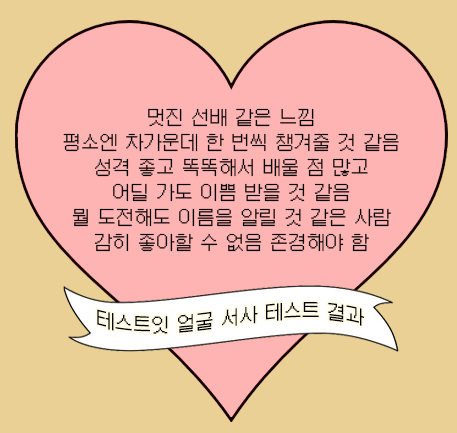 멋진 선배 같은 느낌
평소엔 차가운데 한 번씩 챙겨줄 것 같음
성격 좋고 똑똑해서 배울 점 많고
어딜 가도 이쁨 받을 것 같음
뭘 도전해도 이름을 알릴 것 같은 사람
감히 좋아할 수 없음 존경해야 함
테스트잇 얼굴 서사 테스트 결과